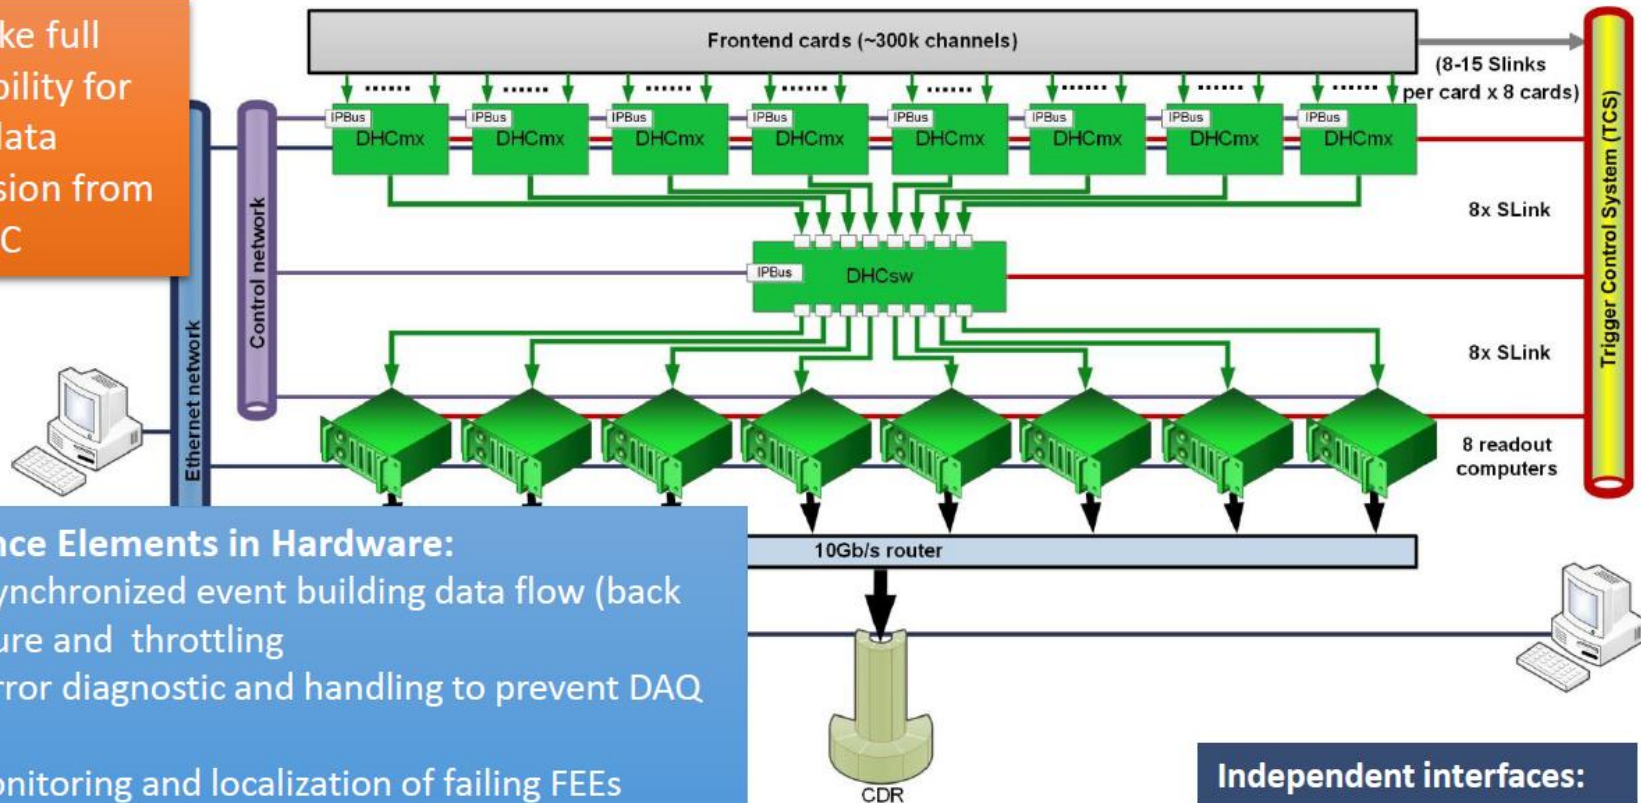 ke full
bility for
data
sion from
C
Frontend cards (~300k channels)
(8-15 Slinks
per card x 8 cards)
Trigger Control System (TCS)
Control network
Ethernet network
IPBus
DHCmx
IPBus
DHCmx
IPBus
DHCmx
IPBus
DHCmx
IPBus
DHCmx
IPBus
DHCmx
IPBus
DHCmx
IPBus
DHCmx
8x SLink
IPBus
DHCsw
8x SLink
8 readout
computers
10Gb/s router
nce Elements in Hardware:
ynchronized event building data flow (back
ure and throttling
rror diagnostic and handling to prevent DAQ
onitoring and localization of failing FEEs
CDR
Independent interfaces: